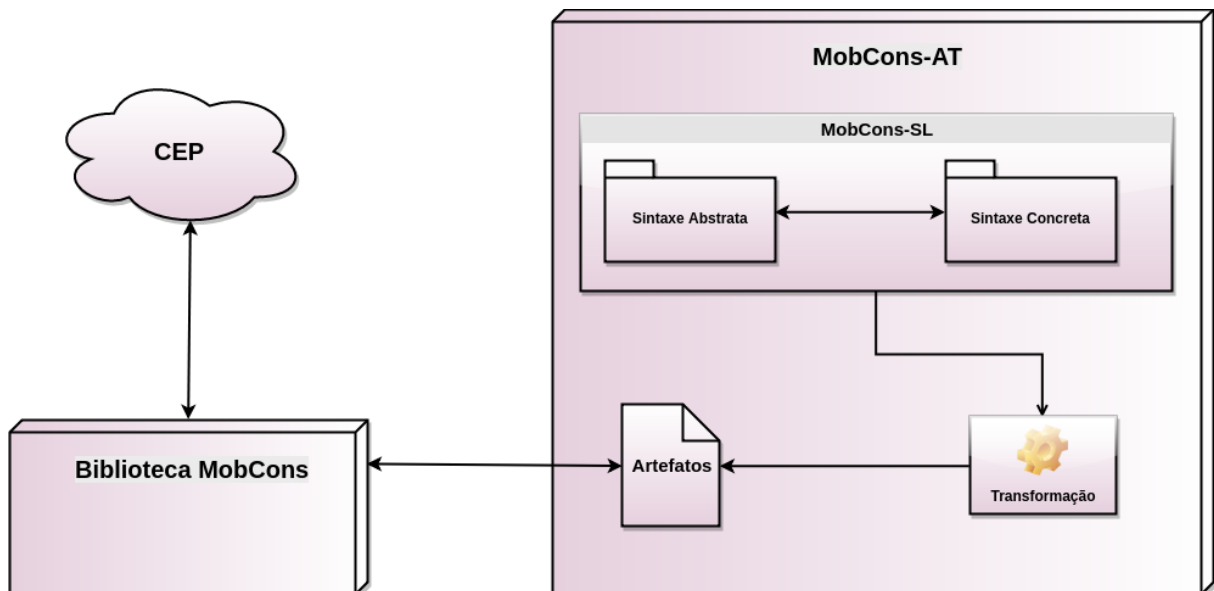 MobCons-AT
MobCons-SL
CEP
Sintaxe Abstrata
Sintaxe Concreta
Biblioteca MobCons
Artefatos
Transformação